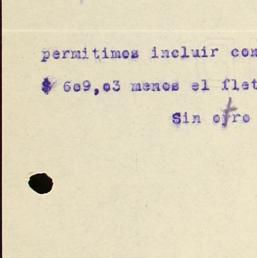 permitimos incluir con
$ 609,03 menos el flet
Sin otro